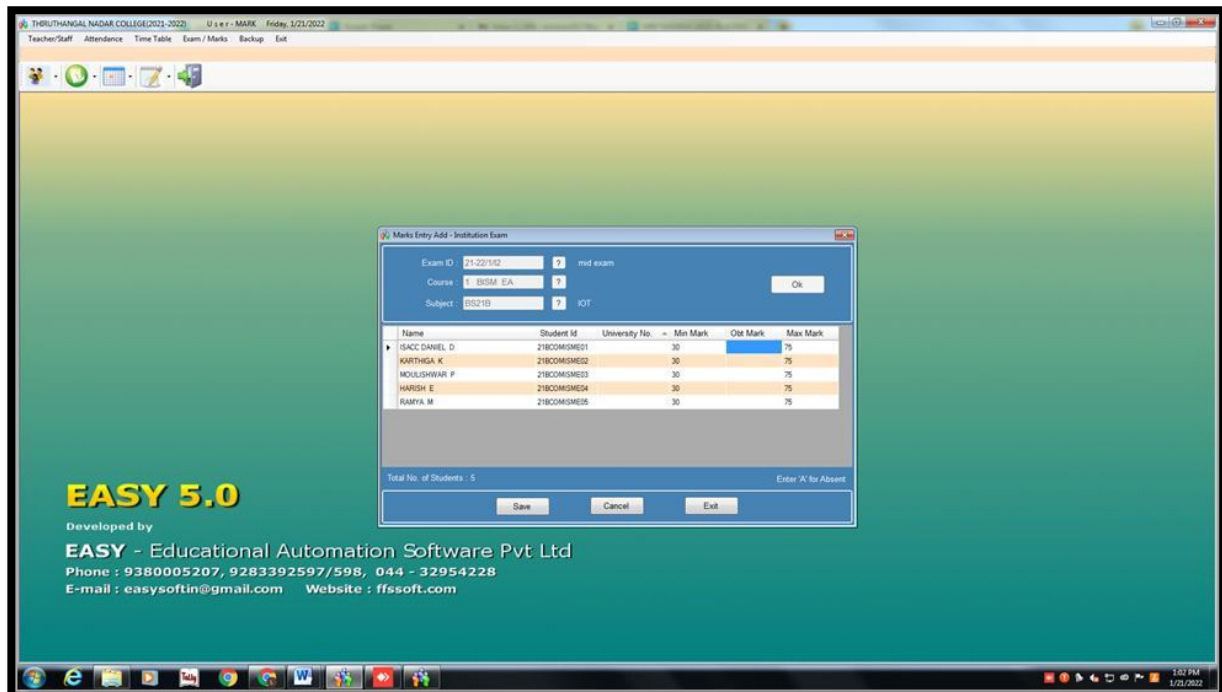 THIRUTHANGAL NADAR COLLEGE(2021-2022) U s e r - MARK Friday, 1/21/2022
Teacher/Staff Attendance Time Table Exam / Marks Backup Exit
Marks Entry Add - Institution Exam
Exam ID : 21-22/1/I2 ? mid exam
Course : 1 BISM EA ?
Ok
Subject : BS21B ? IOT
Name Student Id University No. Min Mark Obt Mark Max Mark
ISACC DANIEL D 21BCOMISME01 30 75
KARTHIGA K 21BCOMISME02 30 75
MOULISHWAR P 21BCOMISME03 30 75
HARISH E 21BCOMISME04 30 75
RAMYA M 21BCOMISME05 30 75
Total No. of Students : 5 Enter 'A' for Absent
Save Cancel Exit
EASY 5.0
Developed by
EASY - Educational Automation Software Pvt Ltd
Phone : 9380005207, 9283392597/598, 044 - 32954228
E-mail : easysoftin@gmail.com Website : ffssoft.com
Tally
W
1:02 PM
1/21/2022